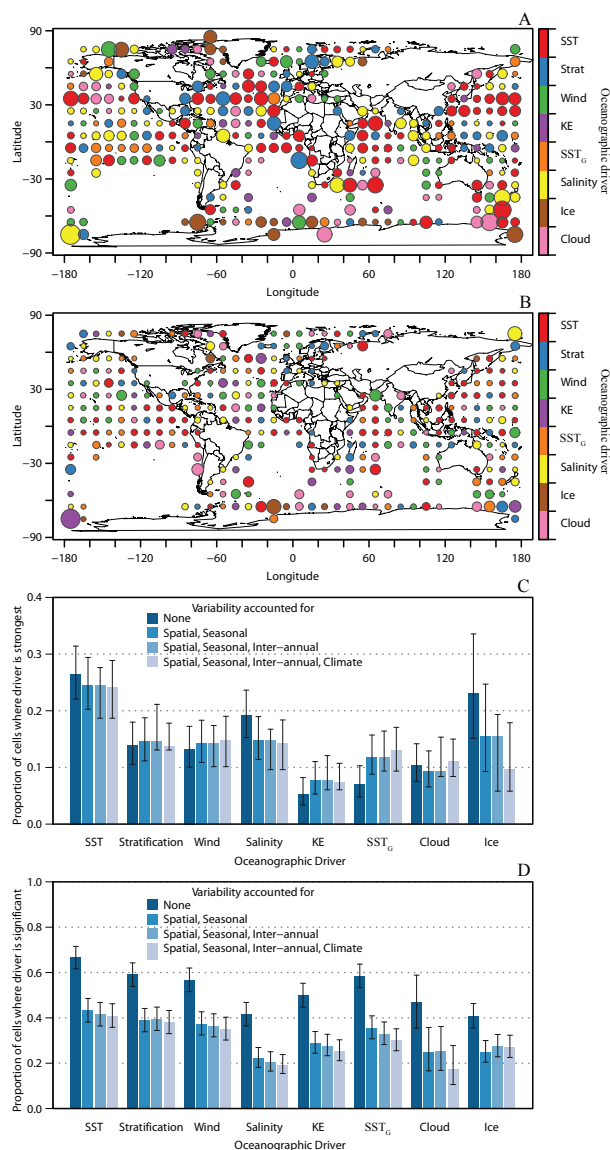 A
90
30
−30
−90
Latitude
−180
−120
−60
0
60
120
180
Longitude
SST
Strat
Wind
KE
SSTG
Salinity
Ice
Cloud
Oceanographic driver
B
90
30
−30
−90
Latitude
−180
−120
−60
0
60
120
180
Longitude
SST
Strat
Wind
KE
SSTG
Salinity
Ice
Cloud
Oceanographic driver
C
Proportion of cells where driver is strongest
0.4
0.3
0.2
0.1
0.0
Variability accounted for
None
Spatial, Seasonal
Spatial, Seasonal, Inter−annual
Spatial, Seasonal, Inter−annual, Climate
SST Stratification Wind Salinity KE SSTG Cloud Ice
Oceanographic Driver
D
Proportion of cells where driver is significant
1.0
0.8
0.6
0.4
0.2
0.0
Variability accounted for
None
Spatial, Seasonal
Spatial, Seasonal, Inter−annual
Spatial, Seasonal, Inter−annual, Climate
SST Stratification Wind Salinity KE SSTG Cloud Ice
Oceanographic Driver